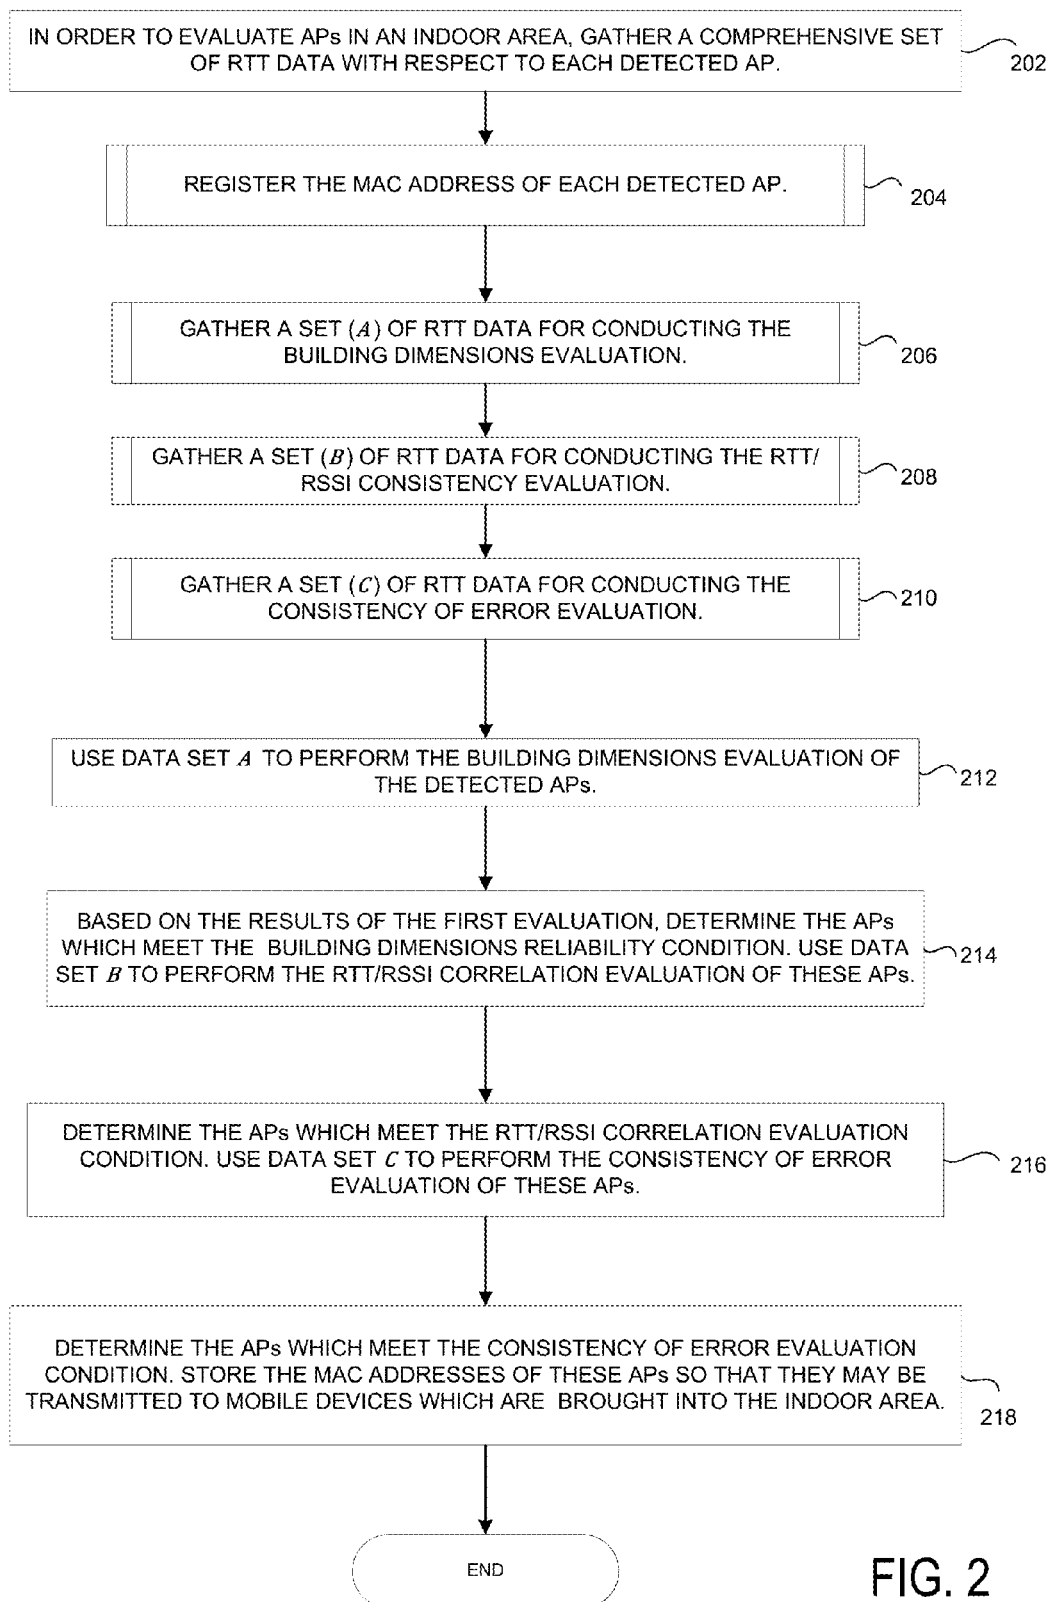 IN ORDER TO EVALUATE APs IN AN INDOOR AREA, GATHER A COMPREHENSIVE SET
OF RTT DATA WITH RESPECT TO EACH DETECTED AP.
202
REGISTER THE MAC ADDRESS OF EACH DETECTED AP.
204
GATHER A SET (A) OF RTT DATA FOR CONDUCTING THE
BUILDING DIMENSIONS EVALUATION.
206
GATHER A SET (B) OF RTT DATA FOR CONDUCTING THE RTT/
RSSI CONSISTENCY EVALUATION.
208
GATHER A SET (C) OF RTT DATA FOR CONDUCTING THE
CONSISTENCY OF ERROR EVALUATION.
210
USE DATA SET A TO PERFORM THE BUILDING DIMENSIONS EVALUATION OF
THE DETECTED APs.
212
BASED ON THE RESULTS OF THE FIRST EVALUATION, DETERMINE THE APs
WHICH MEET THE BUILDING DIMENSIONS RELIABILITY CONDITION. USE DATA
SET B TO PERFORM THE RTT/RSSI CORRELATION EVALUATION OF THESE APs.
214
DETERMINE THE APs WHICH MEET THE RTT/RSSI CORRELATION EVALUATION
CONDITION. USE DATA SET C TO PERFORM THE CONSISTENCY OF ERROR
EVALUATION OF THESE APs.
216
DETERMINE THE APs WHICH MEET THE CONSISTENCY OF ERROR EVALUATION
CONDITION. STORE THE MAC ADDRESSES OF THESE APs SO THAT THEY MAY BE
TRANSMITTED TO MOBILE DEVICES WHICH ARE BROUGHT INTO THE INDOOR AREA.
218
END
FIG. 2